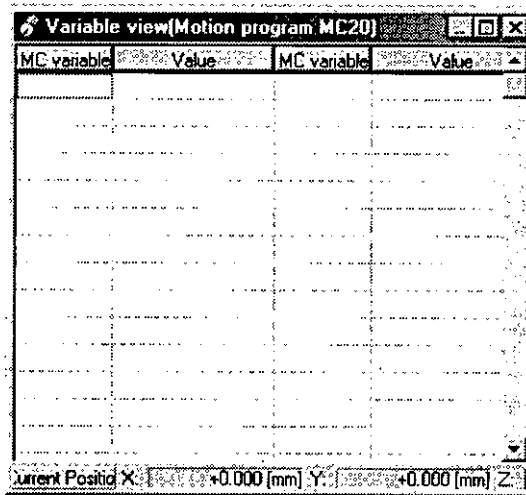 Variable view(Motion program MC20)
MC variable Value MC variable Value
urrent Positio X: +0.000 [mm] Y: +0.000 [mm] Z: